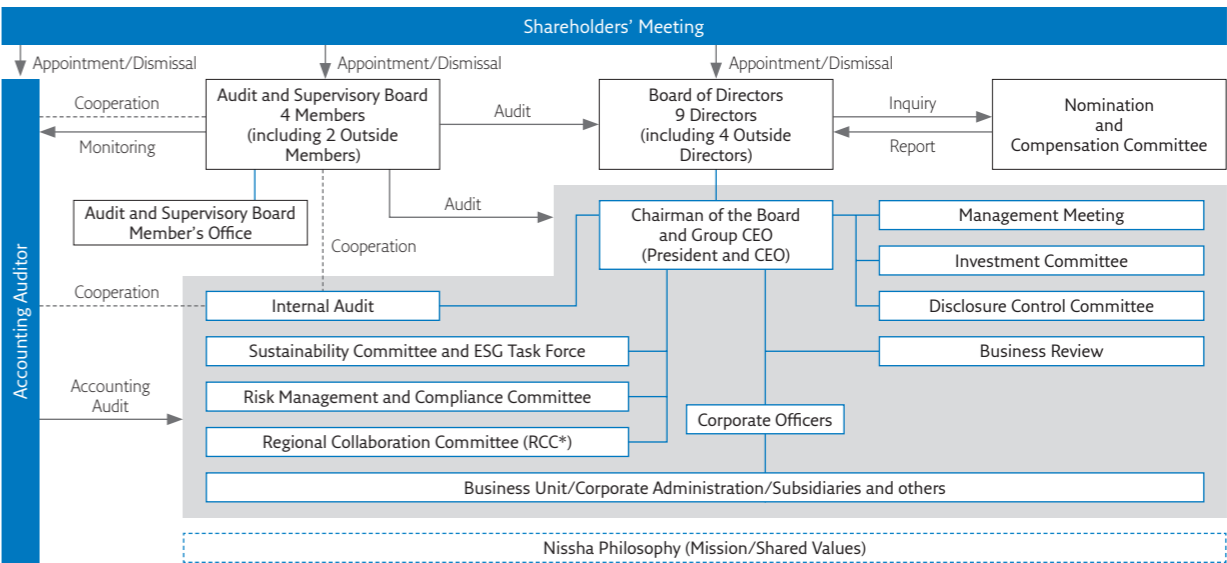 Shareholders' Meeting
Appointment/Dismissal
Appointment/Dismissal
Appointment/Dismissal
Accounting Auditor
Cooperation
Monitoring
Audit and Supervisory Board
4 Members
(including 2 Outside
Members)
Audit
Board of Directors
9 Directors
(including 4 Outside
Directors)
Inquiry
Report
Nomination
and
Compensation Committee
Audit and Supervisory Board
Member's Office
Audit
Cooperation
Chairman of the Board
and Group CEO
(President and CEO)
Management Meeting
Investment Committee
Disclosure Control Committee
Business Review
Cooperation
Internal Audit
Sustainability Committee and ESG Task Force
Accounting
Audit
Risk Management and Compliance Committee
Regional Collaboration Committee (RCC*)
Corporate Officers
Business Unit/Corporate Administration/Subsidiaries and others
Nissha Philosophy (Mission/Shared Values)